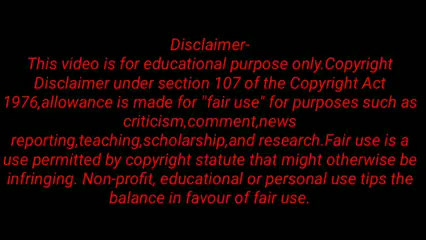 Disclaimer-
This video is for educational purpose only.Copyright
Disclaimer under section 107 of the Copyright Act
1976,allowance is made for "fair use" for purposes such as
criticism,comment,news
reporting,teaching,scholarship,and research.Fair use is a
use permitted by copyright statute that might otherwise be
infringing. Non-profit, educational or personal use tips the
balance in favour of fair use.